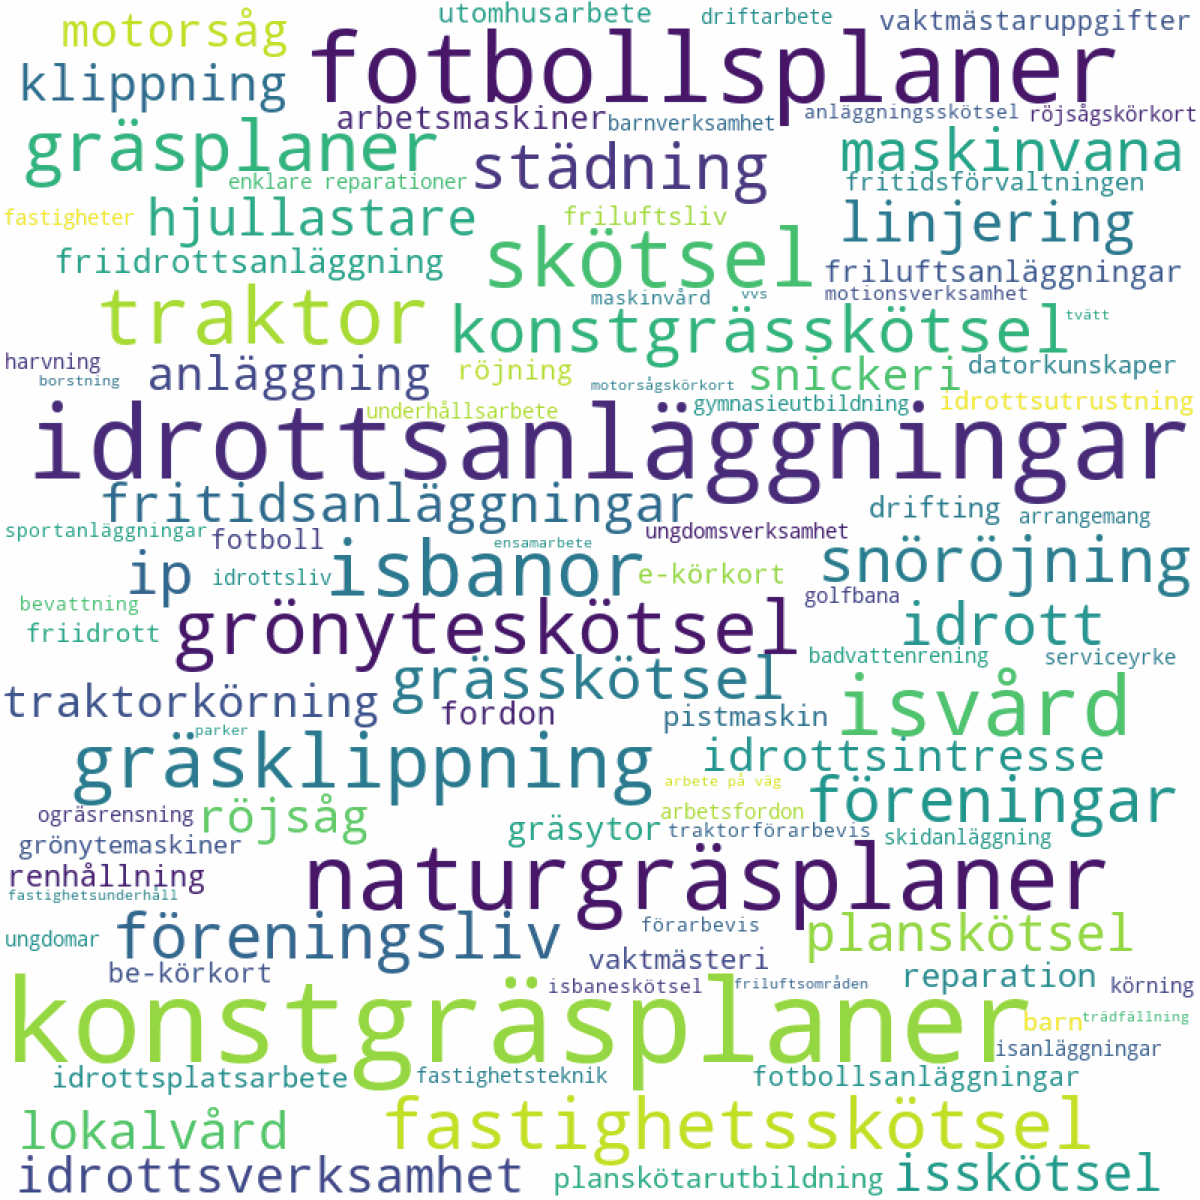 utomhusarbete driftarbete vaktmästaruppgifter
motorsåg fotbollsplaner
klippning
arbetsmaskiner barnverksamhet anläggningsskötsel röjsågskörkort
gräsplaner städning maskinvana
enklare reparationer fritidsförvaltningen
fastigheter hjullastare friluftsliv linjering
friidrottsanläggning skötsel friluftsanläggningar
traktor maskinvård vvs motionsverksamhet
konstgrässkötsel tvätt
harvning anläggning röjning snickeri datorkunskaper
borstning motorsågskörkort
underhållsarbete gymnasieutbildning idrottsutrustning
idrottsanläggningar
fritidsanläggningar drifting arrangemang
sportanläggningar fotboll ensamarbete ungdomsverksamhet
ip idrottsliv isbanor e-körkort snöröjning
bevattning golfbana
friidrott grönyteskötsel idrott
grässkötsel badvattenrening serviceyrke
traktorkörning fordon pistmaskin isvård
parker
gräsklippning idrottsintresse
arbete på väg
ogräsrensning röjsåg arbetsfordon föreningar
grönytemaskiner gräsytor traktorförarbevis skidanläggning
renhållning naturgräsplaner
fastighetsunderhåll
ungdomar föreningsliv förarbevis planskötsel
be-körkort vaktmästeri reparation körning
isbaneskötsel friluftsområden
konstgräsplaner barn trädfällning
isanläggningar
idrottsplatsarbete fastighetsteknik fotbollsanläggningar
lokalvård fastighetsskötsel
idrottsverksamhet planskötarutbildning isskötsel